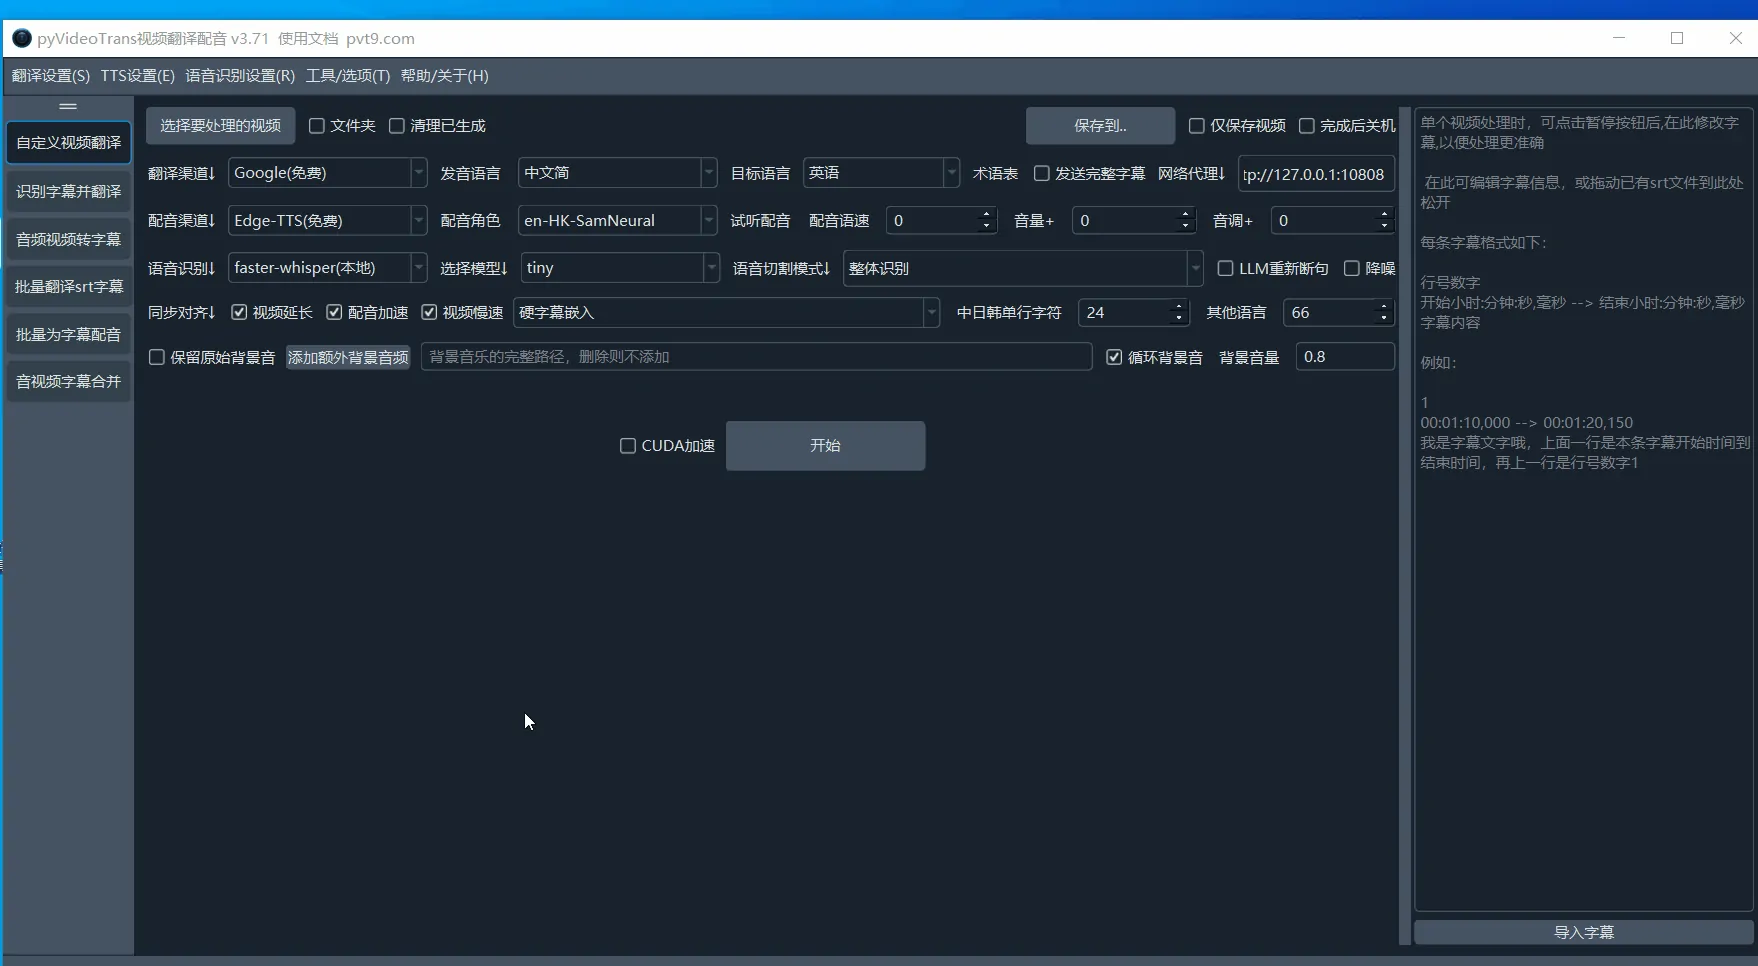 pyVideoTrans视频翻译配音 v3.71 使用文档 pvt9.com
翻译设置(S) TTS设置(E) 语音识别设置(R) 工具/选项(T) 帮助/关于(H)
自定义视频翻译
识别字幕并翻译
音频视频转字幕
批量翻译srt字幕
批量为字幕配音
音视频字幕合并
选择要处理的视频 文件夹 清理已生成 保存到.. 仅保存视频 完成后关机
翻译渠道↓ Google(免费) 发音语言 中文简 目标语言 英语 术语表 发送完整字幕 网络代理↓ tp://127.0.0.1:10808
配音渠道↓ Edge-TTS(免费) 配音角色 en-HK-SamNeural 试听配音 配音语速 0 音量+ 0 音调+ 0
语音识别↓ faster-whisper(本地) 选择模型↓ tiny 语音切割模式↓ 整体识别 LLM重新断句 降噪
同步对齐↓ 视频延长 配音加速 视频慢速 硬字幕嵌入 中日韩单行字符 24 其他语言 66
保留原始背景音 添加额外背景音频 背景音乐的完整路径，删除则不添加 循环背景音 背景音量 0.8
CUDA加速 开始
单个视频处理时，可点击暂停按钮后,在此修改字
幕,以便处理更准确
在此可编辑字幕信息，或拖动已有srt文件到此处
松开
每条字幕格式如下：
行号数字
开始小时:分钟:秒,毫秒 --> 结束小时:分钟:秒,毫秒
字幕内容
例如：
1
00:01:10,000 --> 00:01:20,150
我是字幕文字哦，上面一行是本条字幕开始时间到
结束时间，再上一行是行号数字1
导入字幕